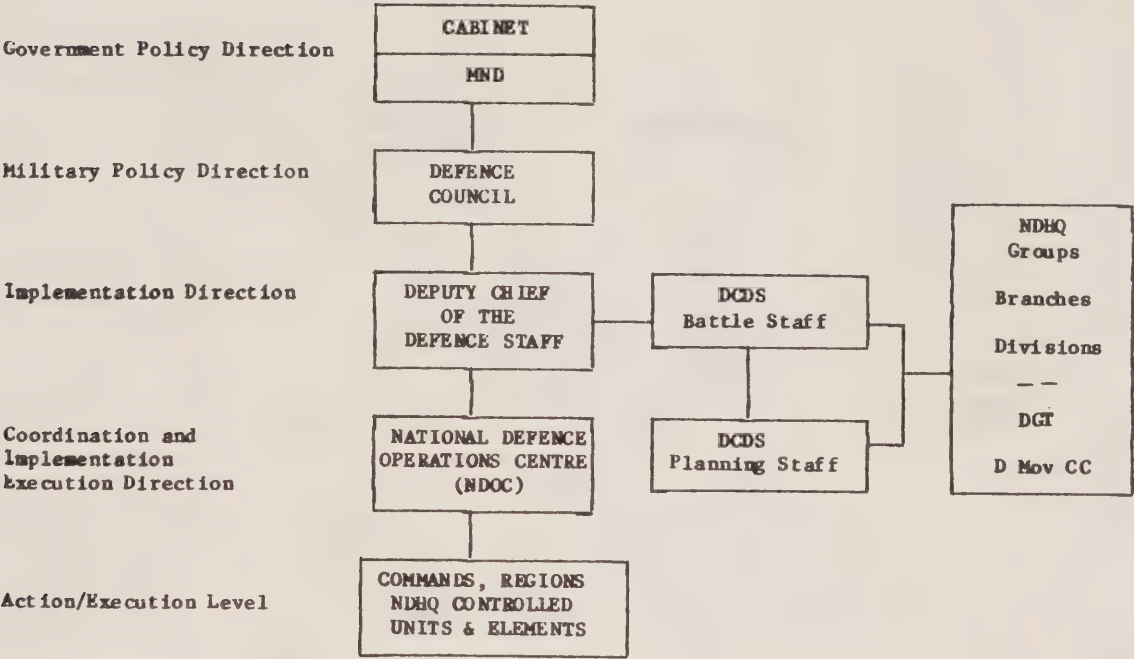 Government Policy Direction
CABINET
MND
Military Policy Direction
DEFENCE
COUNCIL
Implementation Direction
DEPUTY CHIEF
OF THE
DEFENCE STAFF
DCDS
Battle Staff
NDHQ
Groups
Branches
Divisions
— —
DGT
D Mov CC
Coordination and
Implementation
Execution Direction
NATIONAL DEFENCE
OPERATIONS CENTRE
(NDOC)
DCDS
Planning Staff
Action/Execution Level
COMMANDS, REGIONS
NDHQ CONTROLLED
UNITS & ELEMENTS